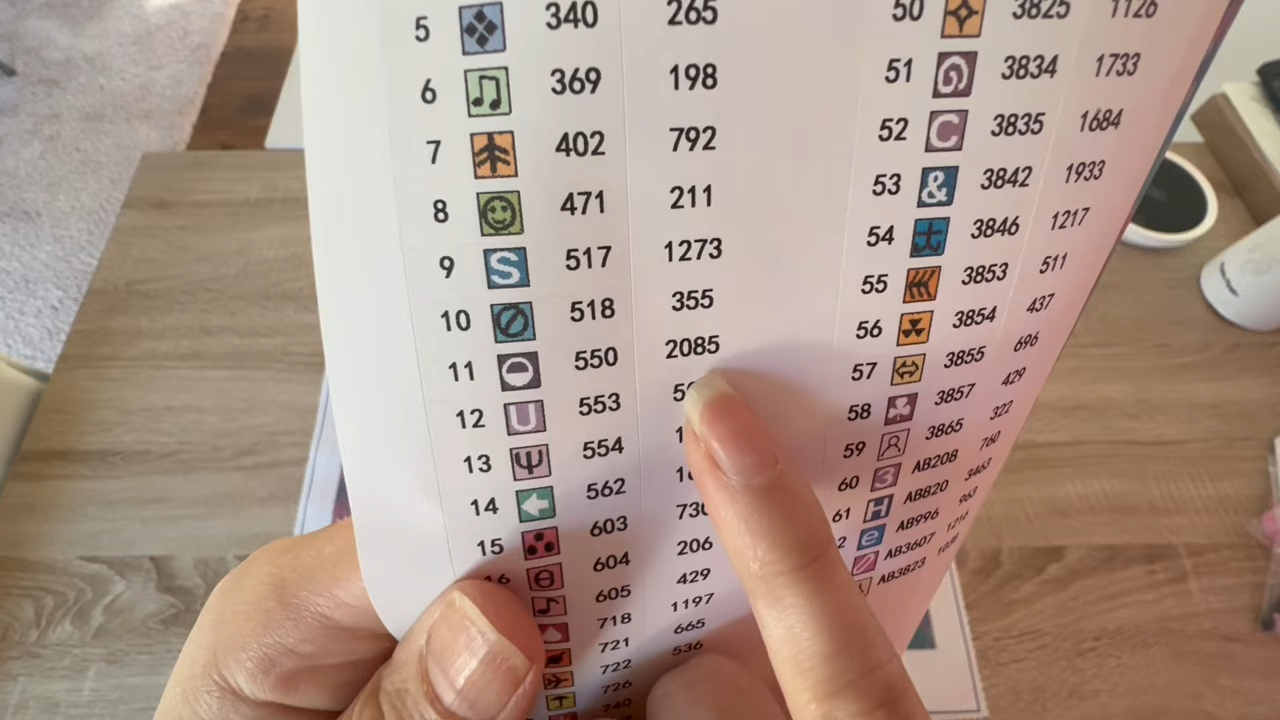 5 340 265
6 369 198
7 402 792
8 471 211
9 S 517 1273
10 518 355
11 550 2085
12 U 553
13 Ψ 554
14 562
15 603
604 206
605 429
718 1197
721 665
722 536
726
740
50 3825 1126
51 3834 1733
52 C 3835 1684
53 & 3842 1933
54 3846 1217
55 3853 511
56 3854 437
57 3855 696
58 3857 429
59 3865 322
60 3 AB208 760
61 H AB820 3463
e AB996 963
AB3607
AB3823